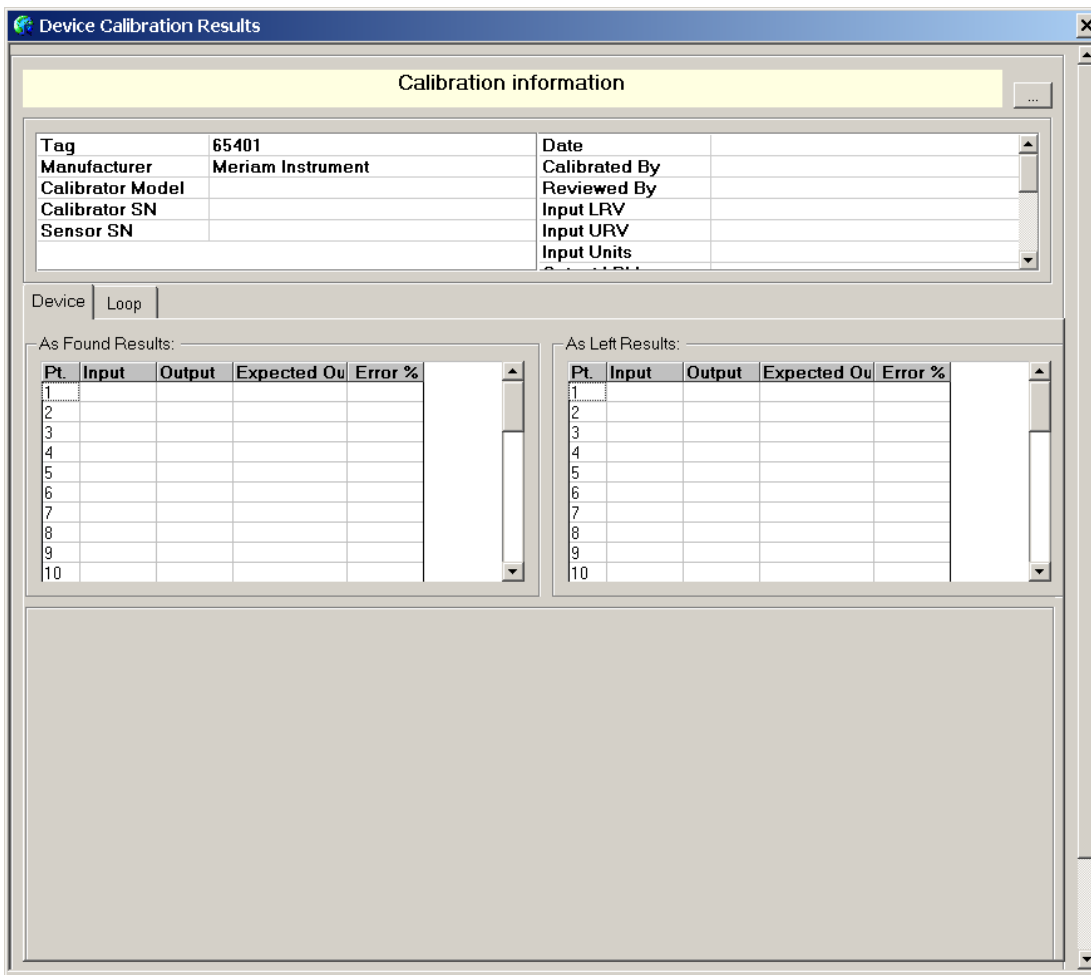 Device Calibration Results
Calibration information
...
Tag 65401
Manufacturer Meriam Instrument
Calibrator Model
Calibrator SN
Sensor SN
Date
Calibrated By
Reviewed By
Input LRV
Input URV
Input Units
Device Loop
As Found Results:
Pt. Input Output Expected Ou Error %
1
2
3
4
5
6
7
8
9
10
As Left Results:
Pt. Input Output Expected Ou Error %
1
2
3
4
5
6
7
8
9
10